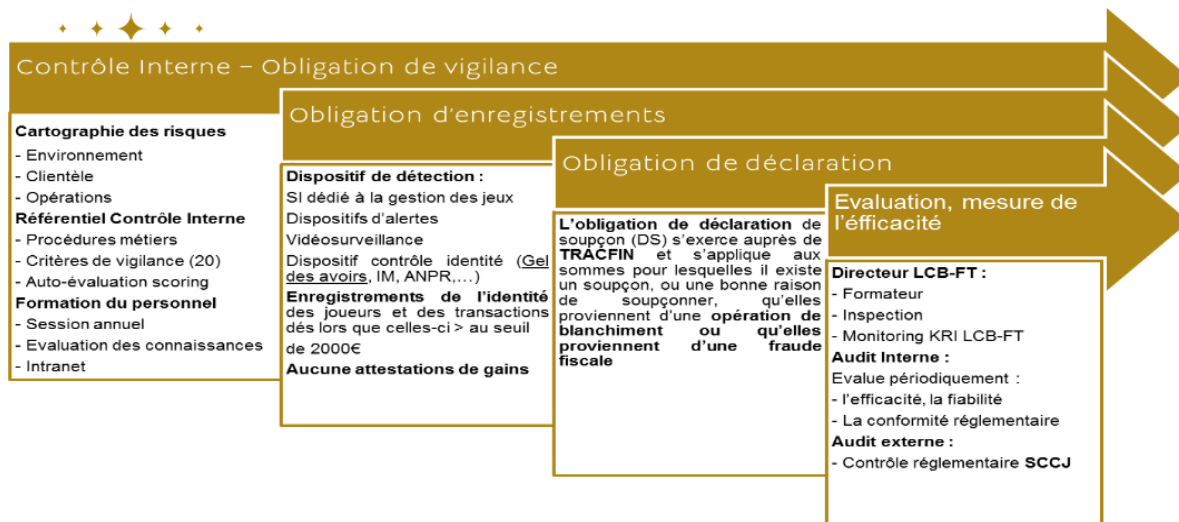 Contrôle Interne – Obligation de vigilance
Cartographie des risques
- Environnement
- Clientèle
- Opérations
Référentiel Contrôle Interne
- Procédures métiers
- Critères de vigilance (20)
- Auto-évaluation scoring
Formation du personnel
- Session annuel
- Evaluation des connaissances
- Intranet
Obligation d'enregistrements
Dispositif de détection :
SI dédié à la gestion des jeux
Dispositifs d'alertes
Vidéosurveillance
Dispositif contrôle identité (Gel
des avoirs, IM, ANPR,…)
Enregistrements de l'identité
des joueurs et des transactions
dés lors que celles-ci > au seuil
de 2000€
Aucune attestations de gains
Obligation de déclaration
L'obligation de déclaration de
soupçon (DS) s'exerce auprès de
TRACFIN et s'applique aux
sommes pour lesquelles il existe
un soupçon, ou une bonne raison
de soupçonner, qu'elles
proviennent d'une opération de
blanchiment ou qu'elles
proviennent d'une fraude
fiscale
Evaluation, mesure de
l'éfficacité
Directeur LCB-FT :
- Formateur
- Inspection
- Monitoring KRI LCB-FT
Audit Interne :
Evalue périodiquement :
- l'efficacité, la fiabilité
- La conformité réglementaire
Audit externe :
- Contrôle réglementaire SCCJ